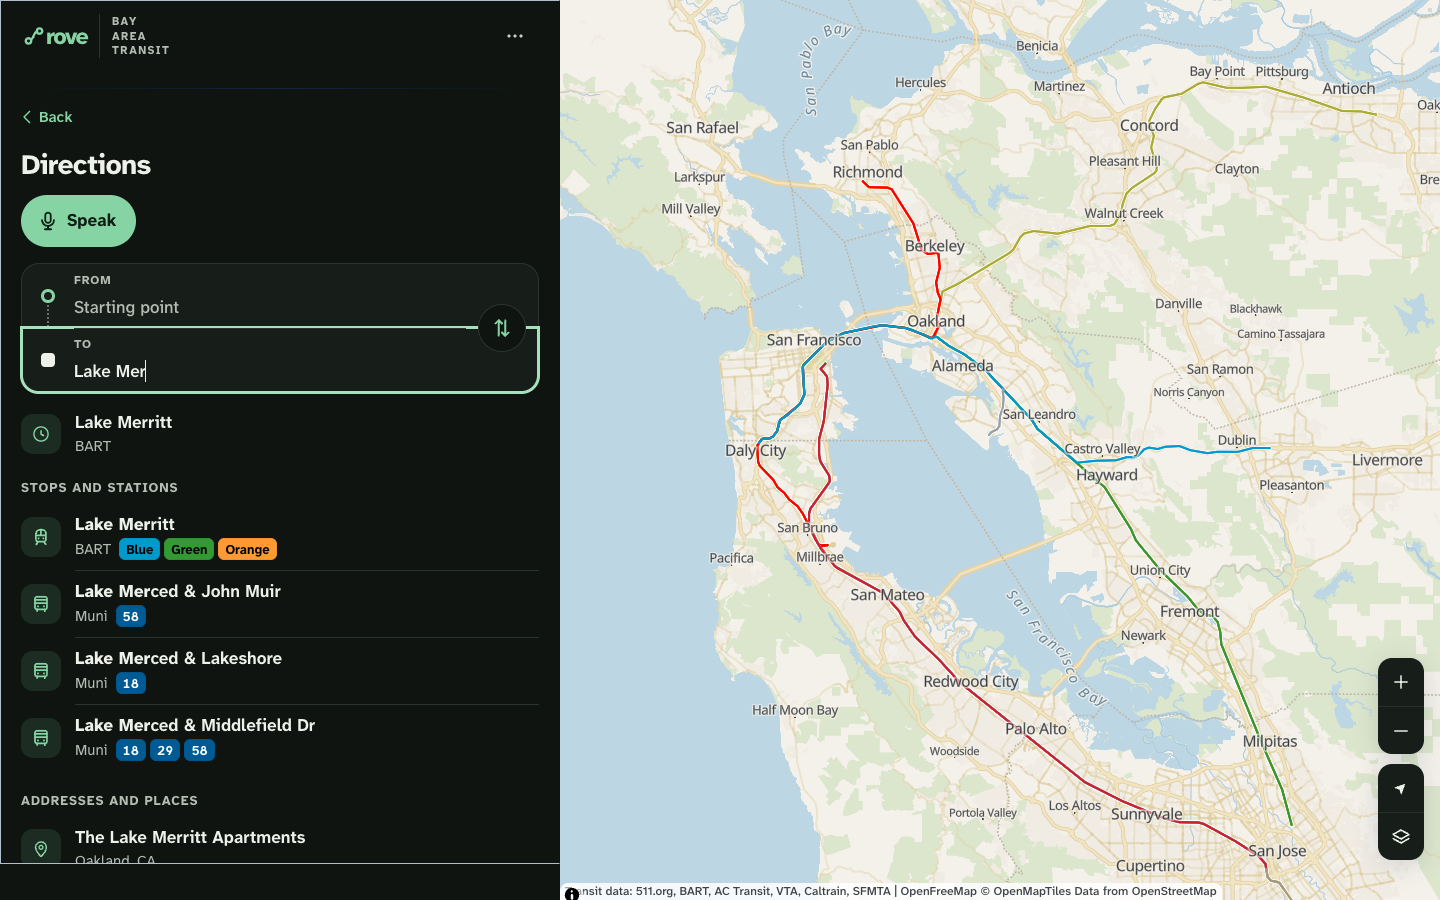 rove
BAY
AREA
TRANSIT
Back
Directions
Speak
FROM
Starting point
TO
Lake Mer
Lake Merritt
BART
STOPS AND STATIONS
Lake Merritt
BART Blue Green Orange
Lake Merced & John Muir
Muni 58
Lake Merced & Lakeshore
Muni 18
Lake Merced & Middlefield Dr
Muni 18 29 58
ADDRESSES AND PLACES
The Lake Merritt Apartments
Oakland, CA
San Pablo Bay
Benicia
Hercules
Martinez
Bay Point
Pittsburg
Antioch
Oak
San Rafael
Concord
San Pablo
Pleasant Hill
Clayton
Richmond
Larkspur
Bre
Mill Valley
Walnut Creek
Berkeley
Danville
Blackhawk
Oakland
Camino Tassajara
San Francisco
Alameda
San Ramon
Norris Canyon
San Leandro
Dublin
Daly City
Castro Valley
Livermore
Hayward
Pleasanton
San Bruno
Pacifica
Millbrae
Union City
San Mateo
San Francisco Bay
Fremont
Newark
Redwood City
Half Moon Bay
Palo Alto
Milpitas
Woodside
Los Altos
Portola Valley
Sunnyvale
San Jose
Cupertino
nsit data: 511.org, BART, AC Transit, VTA, Caltrain, SFMTA | OpenFreeMap © OpenMapTiles Data from OpenStreetMap